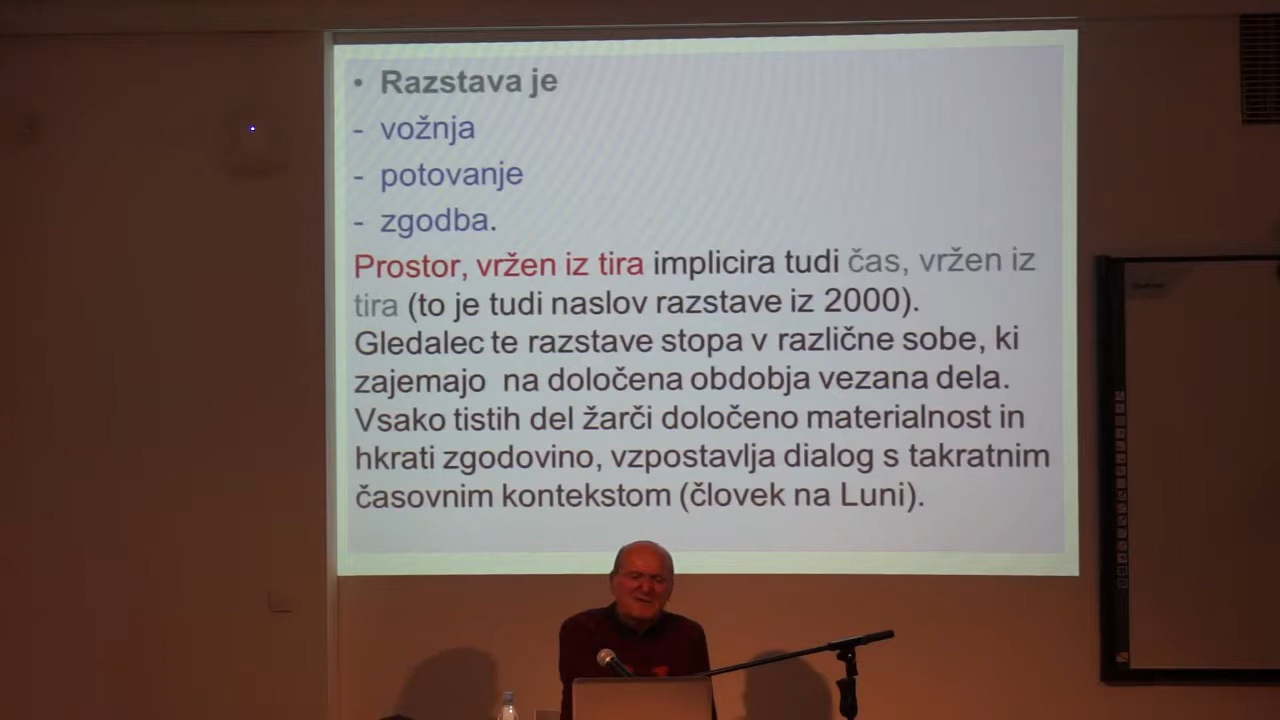 • Razstava je
- vožnja
- potovanje
- zgodba.
Prostor, vržen iz tira implicira tudi čas, vržen iz
tira (to je tudi naslov razstave iz 2000).
Gledalec te razstave stopa v različne sobe, ki
zajemajo na določena obdobja vezana dela.
Vsako tistih del žarči določeno materialnost in
hkrati zgodovino, vzpostavlja dialog s takratnim
časovnim kontekstom (človek na Luni).